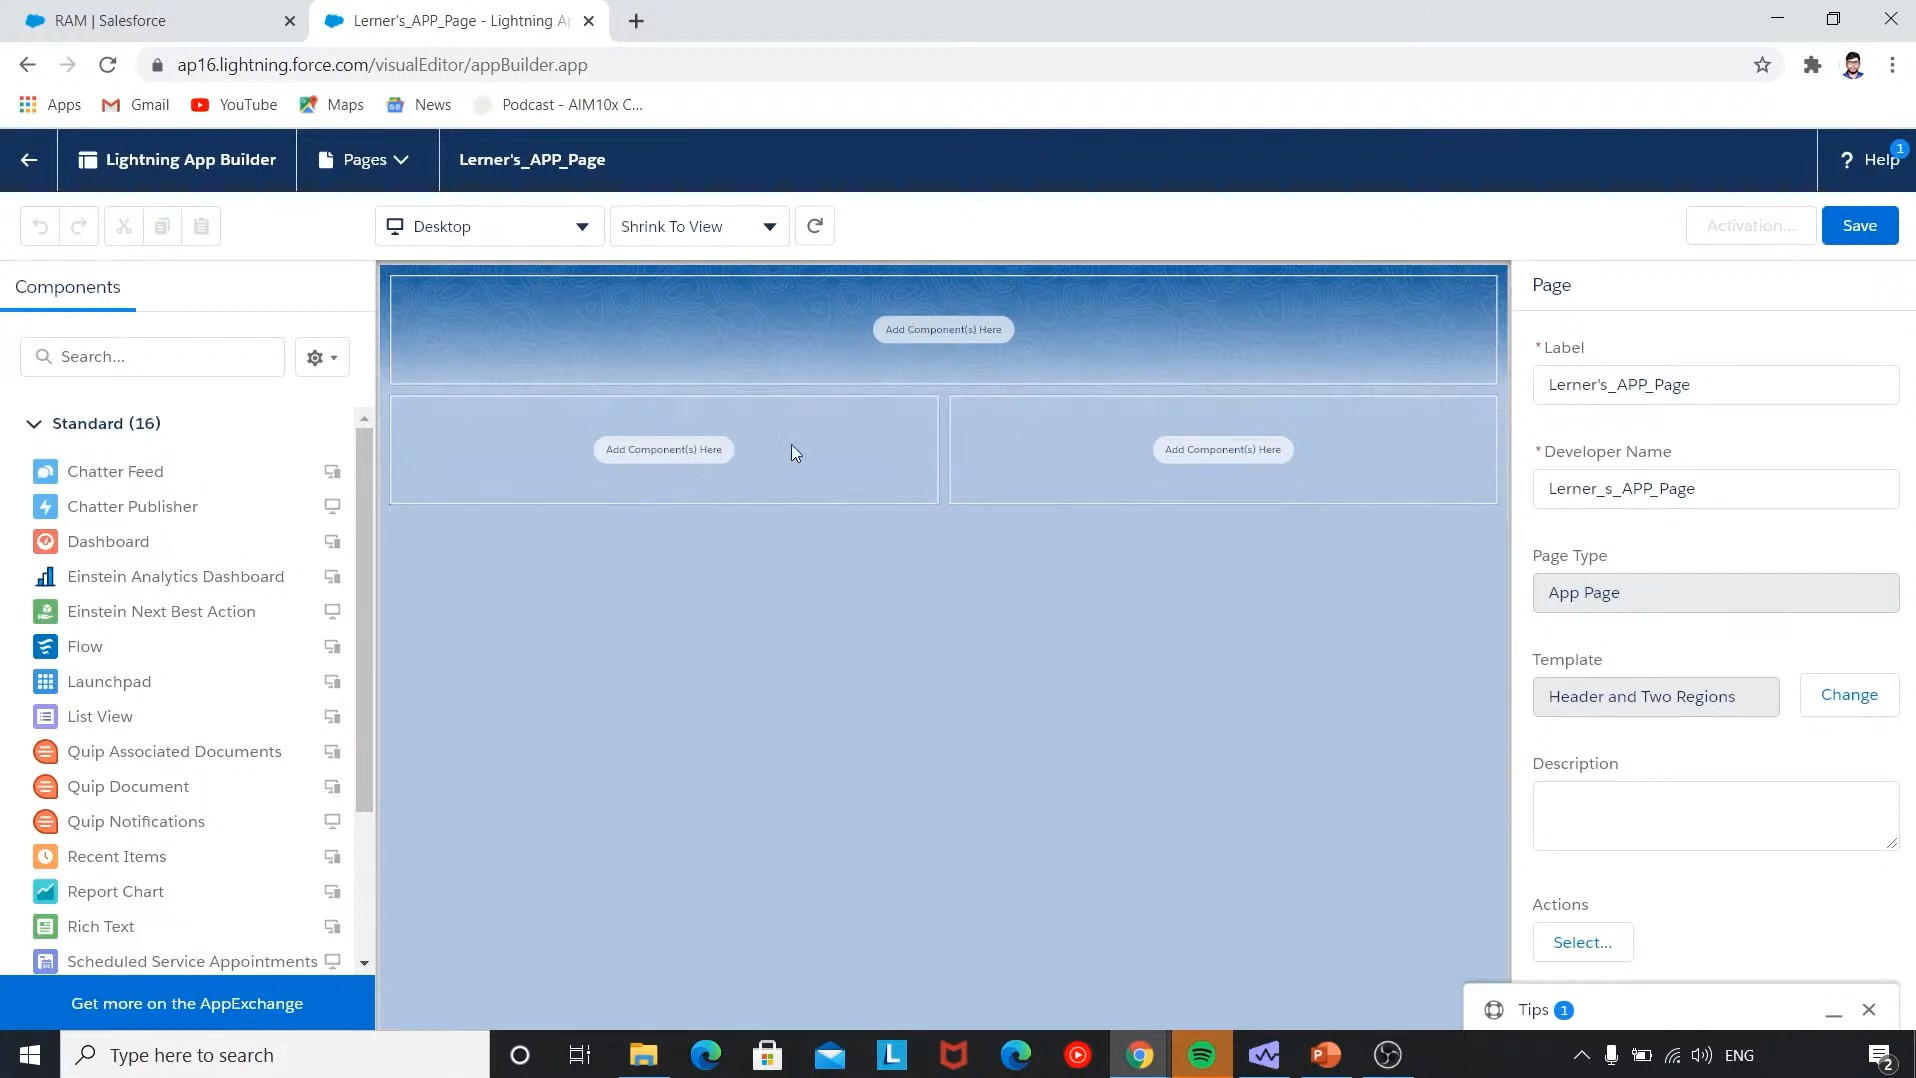 RAM | Salesforce
Lerner's_APP_Page - Lightning A
ap16.lightning.force.com/visualEditor/appBuilder.app
Apps
Gmail
YouTube
Maps
News
Podcast - AIM10x C...
Lightning App Builder
Pages
Lerner's_APP_Page
? Help
1
Desktop
Shrink To View
Activation...
Save
Components
Search...
Standard (16)
Chatter Feed
Chatter Publisher
Dashboard
Einstein Analytics Dashboard
Einstein Next Best Action
Flow
Launchpad
List View
Quip Associated Documents
Quip Document
Quip Notifications
Recent Items
Report Chart
Rich Text
Scheduled Service Appointments
Get more on the AppExchange
Add Component(s) Here
Add Component(s) Here
Add Component(s) Here
Page
*Label
Lerner's_APP_Page
*Developer Name
Lerner_s_APP_Page
Page Type
App Page
Template
Header and Two Regions
Change
Description
Actions
Select...
Tips 1
Type here to search
L
P
ENG
2